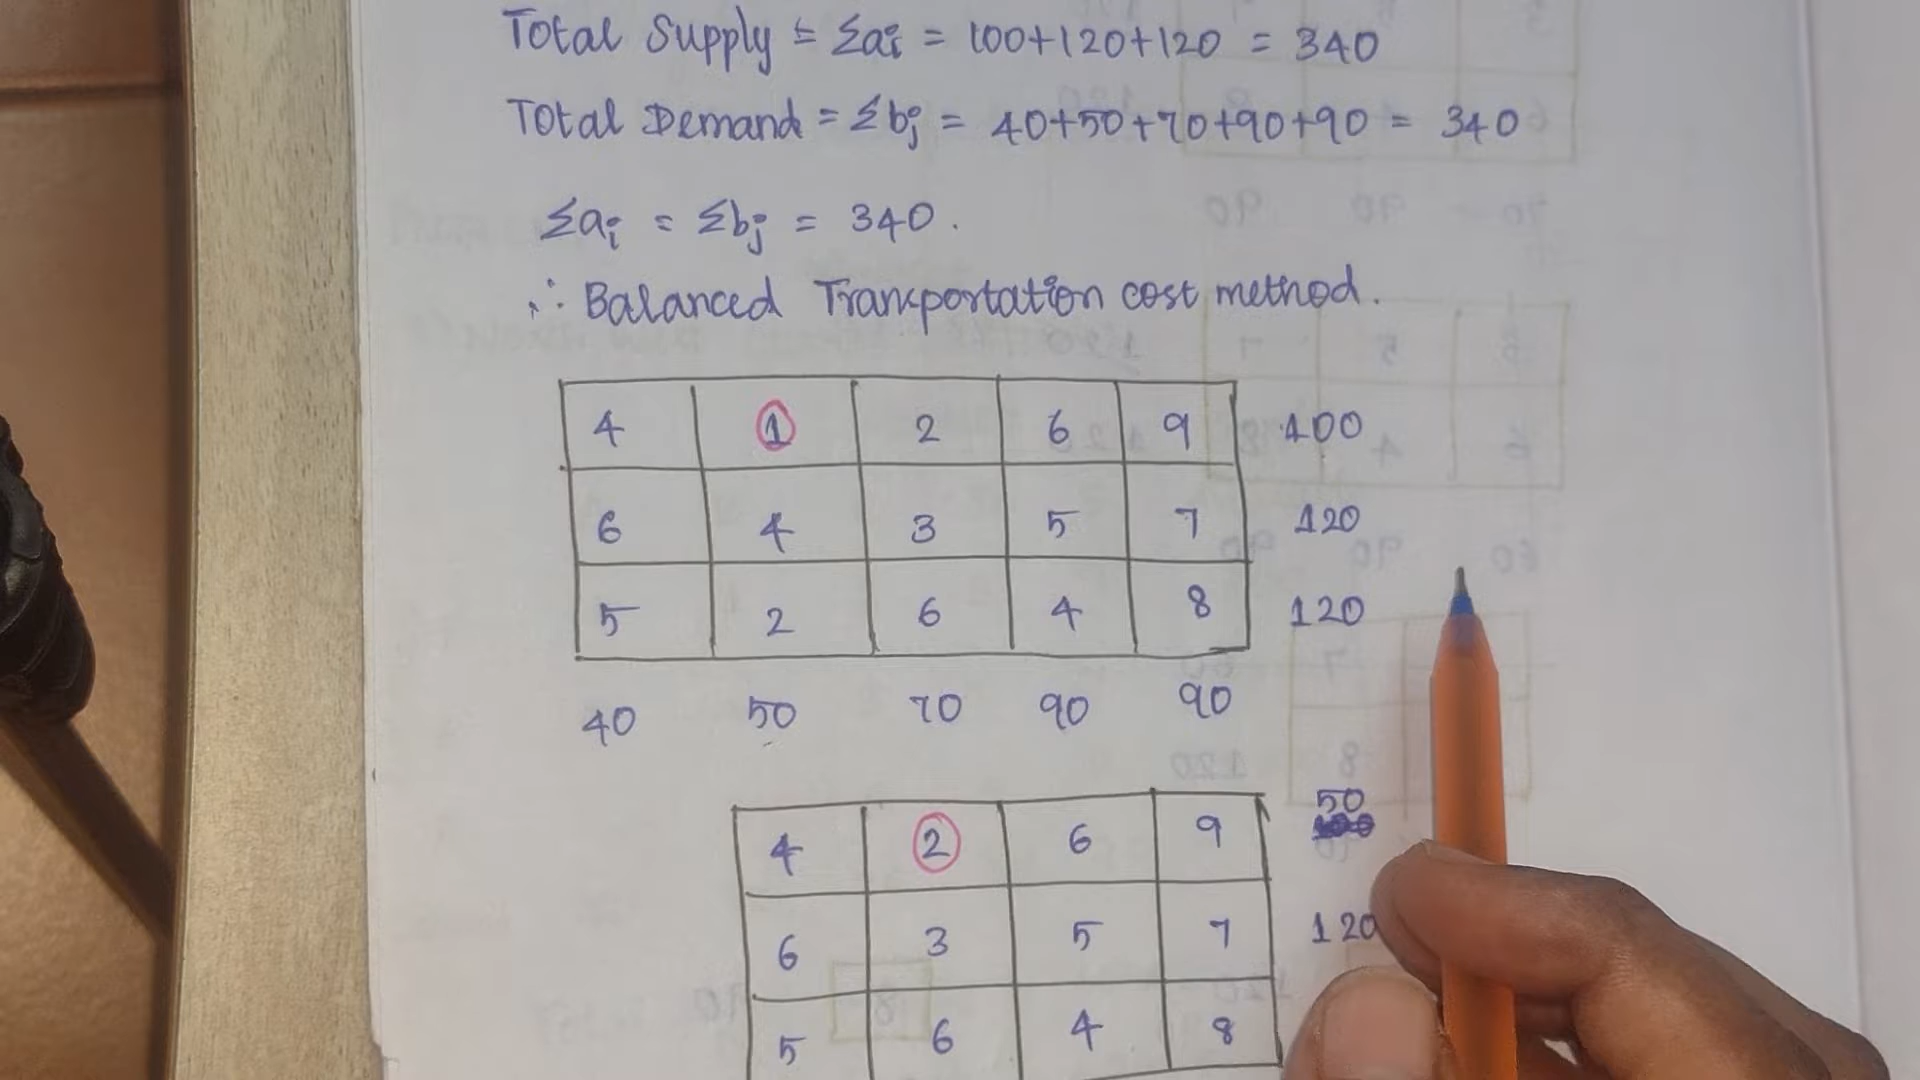 Total Supply = Σai = 100+120+120 = 340
Total Demand = Σbj = 40+50+70+90+90 = 340
Σai = Σbj = 340.
∴ Balanced Transportation cost method.
4 1 2 6 9 100
6 4 3 5 7 120
5 2 6 4 8 120
40 50 70 90 90
50
4 2 6 9
6 3 5 7 120
5 6 4 8